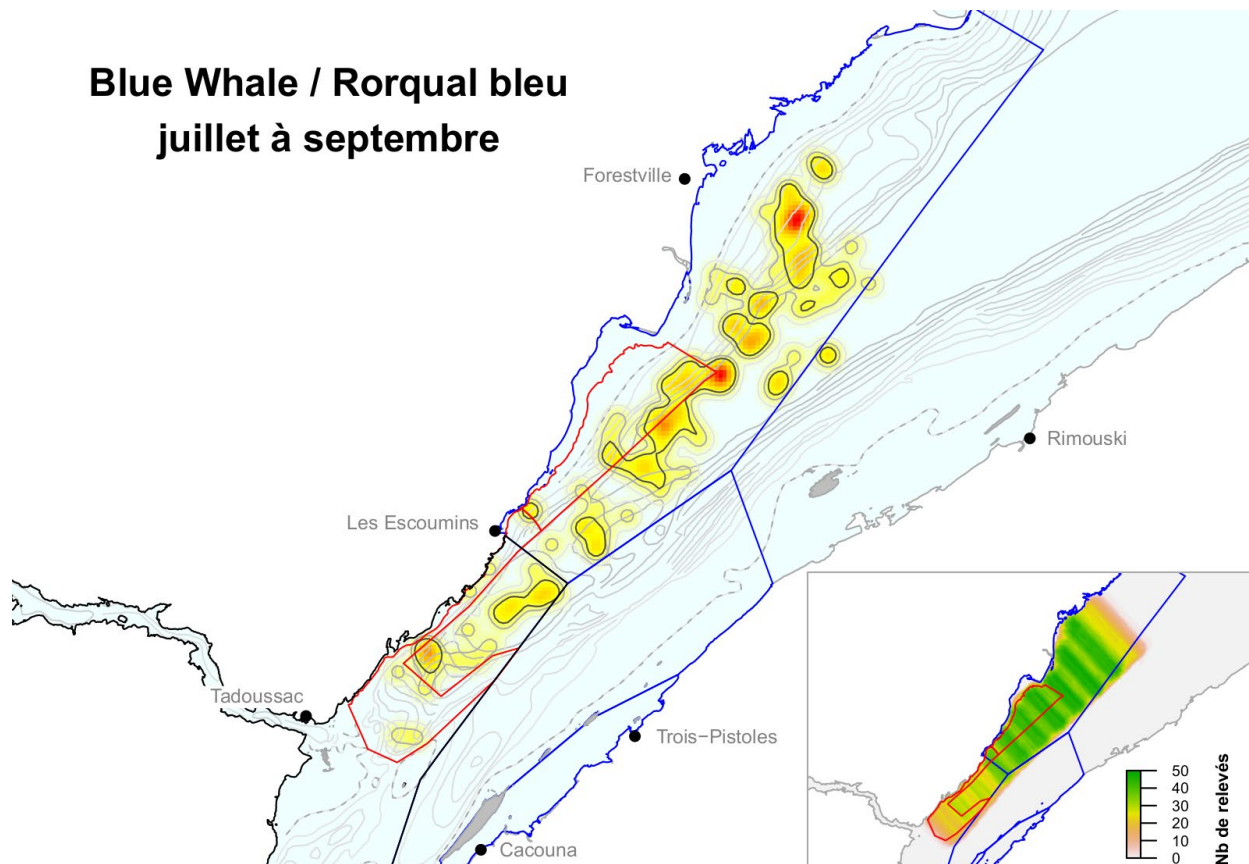 Blue Whale / Rorqual bleu
juillet à septembre
Forestville
Rimouski
Les Escoumins
Tadoussac
Trois−Pistoles
Cacouna
50
40
30
20
10
0
Nb de relevés